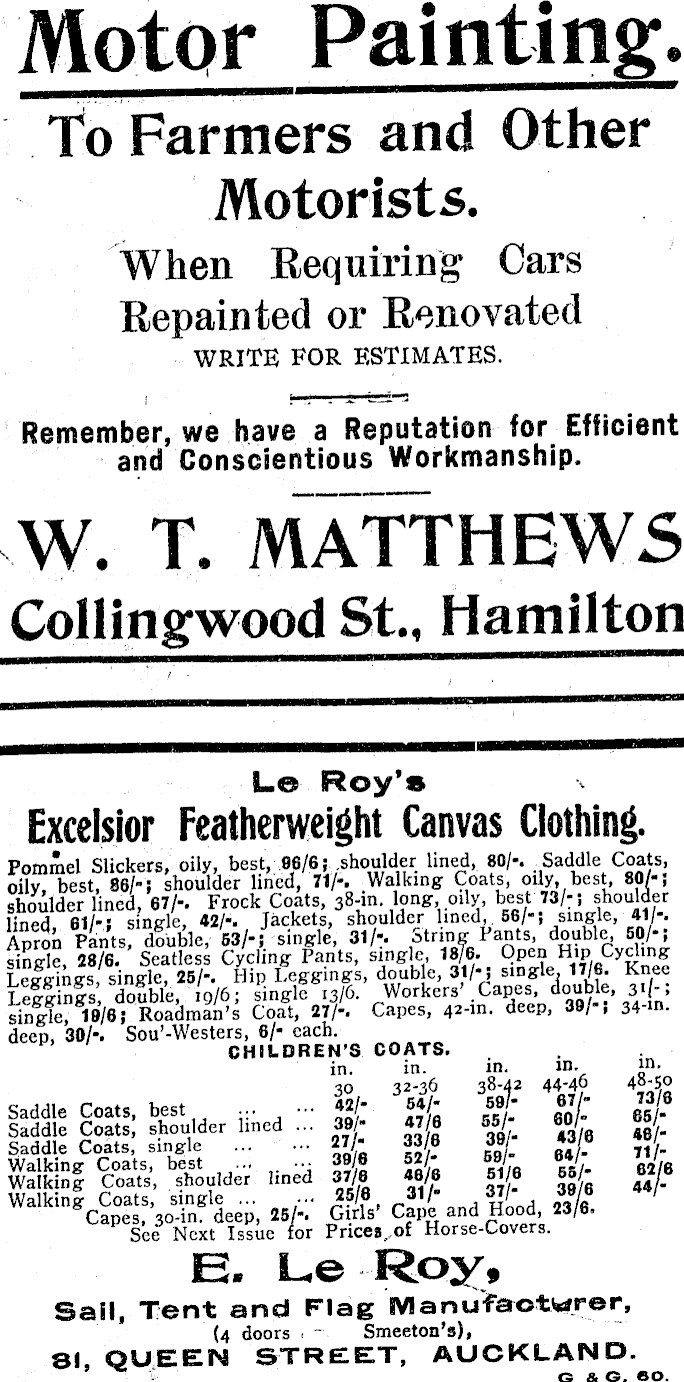 Motor Painting.
To Farmers and Other
Motorists.
When Requiring Cars
Repainted or Renovated
WRITE FOR ESTIMATES.
Remember, we have a Reputation for Efficient
and Conscientious Workmanship.
W. T. MATTHEWS
Collingwood St., Hamilton
Le Roy's
Excelsior Featherweight Canvas Clothing.
Pommel Slickers, oily, best, 96/6; shoulder lined, 80/-. Saddle Coats,
oily, best, 86/-; shoulder lined, 71/-. Walking Coats, oily, best, 80/-;
shoulder lined, 67/-. Frock Coats, 38-in. long, oily, best 73/-; shoulder
lined, 61/-; single, 42/-. Jackets, shoulder lined, 56/-; single, 41/-.
Apron Pants, double, 53/-; single, 31/-. String Pants, double, 50/-;
single, 28/6. Seatless Cycling Pants, single, 18/6. Open Hip Cycling
Leggings, single, 25/-. Hip Leggings, double, 31/-; single, 17/6. Knee
Leggings, double, 19/6; single 13/6. Workers' Capes, double, 31/-;
single, 19/6; Roadman's Coat, 27/-. Capes, 42-in. deep, 39/-; 34-in.
deep, 30/-. Sou'-Westers, 6/- each.
CHILDREN'S COATS.
in. in. in. in. in.
30 32-36 38-42 44-46 48-50
Saddle Coats, best ... ... 42/- 54/- 59/- 67/- 73/6
Saddle Coats, shoulder lined ... 39/- 47/6 55/- 60/- 65/-
Saddle Coats, single ... ... 27/- 33/6 39/- 43/6 46/-
Walking Coats, best ... ... 39/6 52/- 59/- 64/- 71/-
Walking Coats, shoulder lined 37/6 46/6 51/6 55/- 62/6
Walking Coats, single ... ... 25/6 31/- 37/- 39/6 44/-
Capes, 30-in. deep, 25/-. Girls' Cape and Hood, 23/6.
See Next Issue for Prices of Horse-Covers.
E. Le Roy,
Sail, Tent and Flag Manufacturer,
(4 doors Smeeton's),
81, QUEEN STREET, AUCKLAND.
G & G. 60.